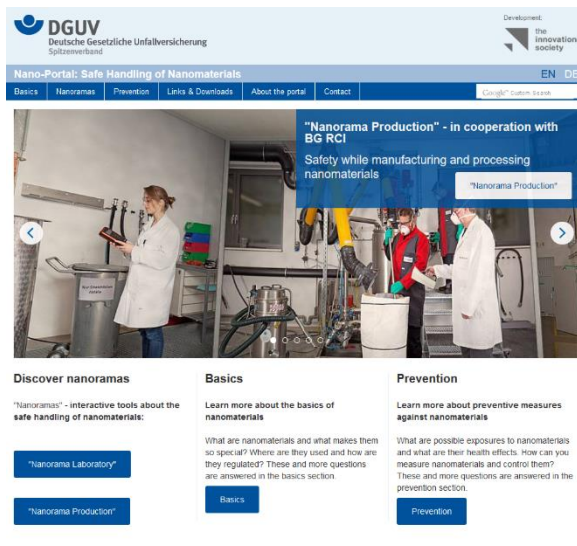 Development:
DGUV
Deutsche Gesetzliche Unfallversicherung
Spitzenverband
the
innovation
society
Nano-Portal: Safe Handling of Nanomaterials
EN DE
Basics Nanoramas Prevention Links & Downloads About the portal Contact
Google™ Custom Search
"Nanorama Production" - in cooperation with
BG RCI
Safety while manufacturing and processing
nanomaterials
"Nanorama Production"
Discover nanoramas
"Nanoramas" - interactive tools about the
safe handling of nanomaterials:
"Nanorama Laboratory"
"Nanorama Production"
Basics
Learn more about the basics of
nanomaterials
What are nanomaterials and what makes them
so special? Where are they used and how are
they regulated? These and more questions
are answered in the basics section.
Basics
Prevention
Learn more about preventive measures
against nanomaterials
What are possible exposures to nanomaterials
and what are their health effects. How can you
measure nanomaterials and control them?
These and more questions are answered in the
prevention section.
Prevention